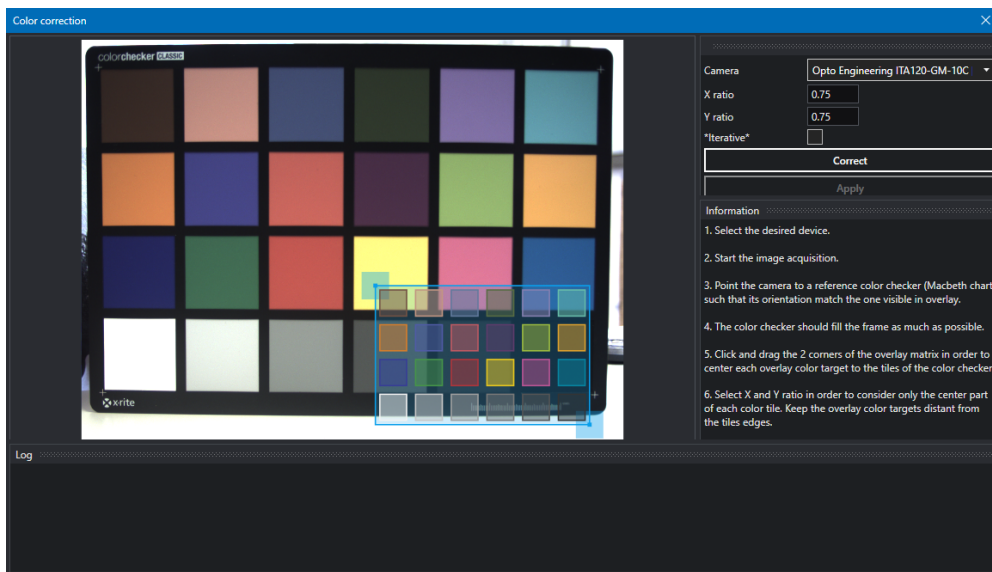 Color correction
colorchecker CLASSIC
x·rite
Camera
Opto Engineering ITA120-GM-10C
X ratio
0.75
Y ratio
0.75
*Iterative*
Correct
Apply
Information
1. Select the desired device.
2. Start the image acquisition.
3. Point the camera to a reference color checker (Macbeth chart
such that its orientation match the one visible in overlay.
4. The color checker should fill the frame as much as possible.
5. Click and drag the 2 corners of the overlay matrix in order to
center each overlay color target to the tiles of the color checker
6. Select X and Y ratio in order to consider only the center part
of each color tile. Keep the overlay color targets distant from
the tiles edges.
Log